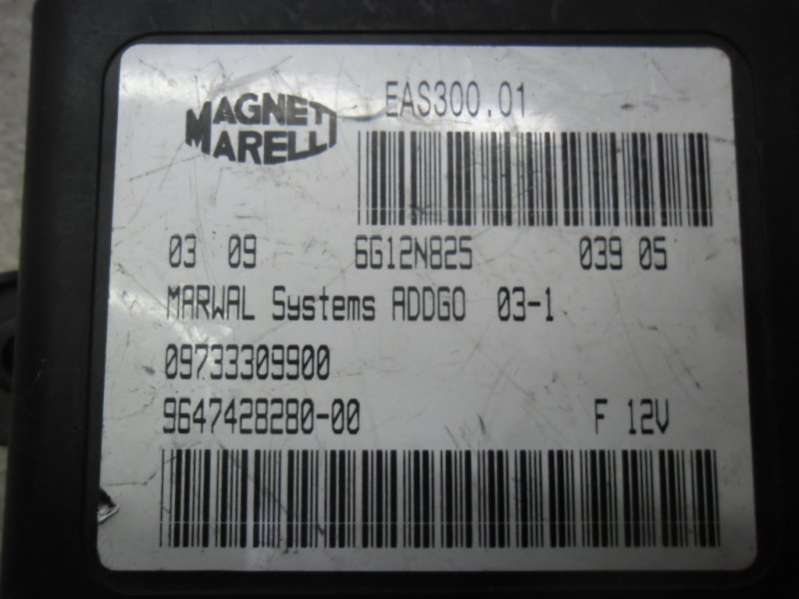 MAGNETI
MARELLI
EAS300.01
03 09 6G12N825 039 05
MARWAL Systems ADDGO 03-1
09733309900
9647428280-00 F 12V